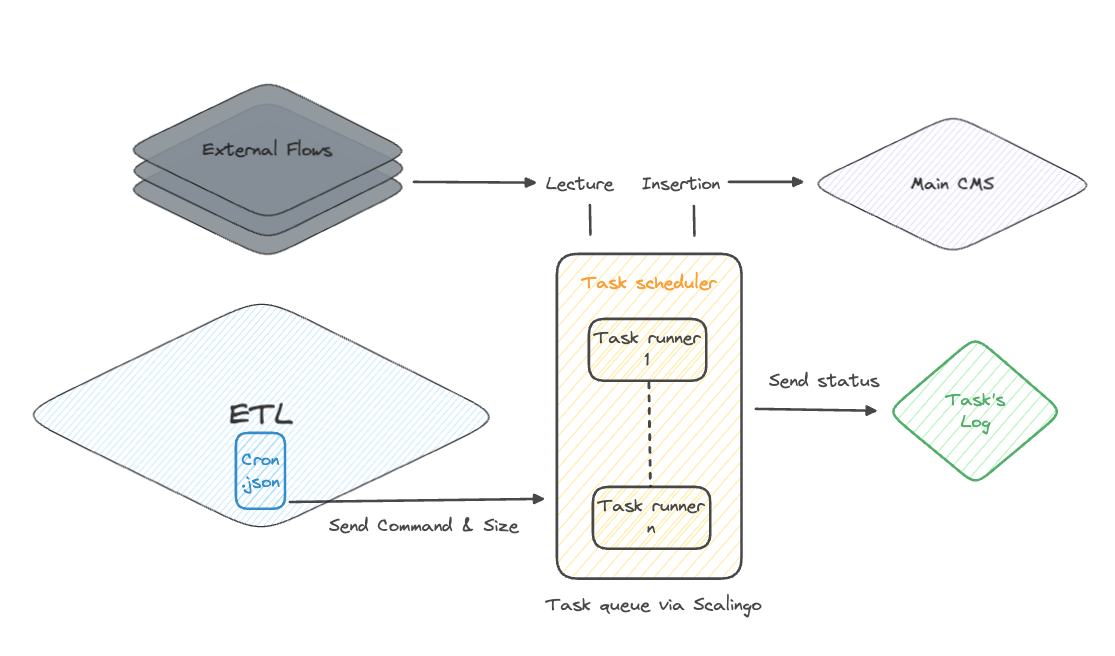 External Flows
Lecture
Insertion
Main CMS
Task scheduler
Task runner
1
ETL
Cron
.json
Send Command & Size
Task runner
n
Task queue via Scalingo
Send status
Task's
Log